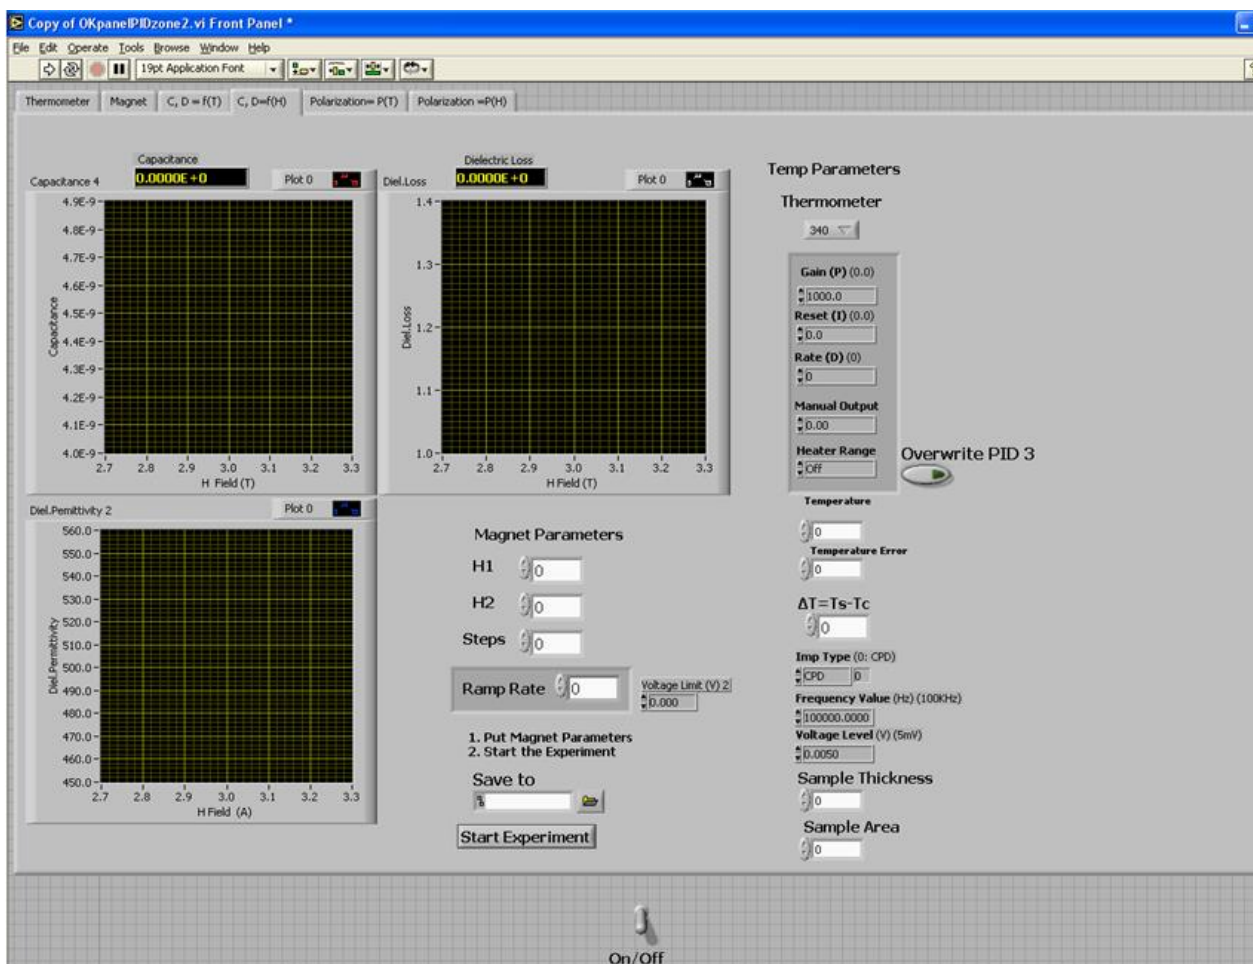 Copy of OKpanelPIDzone2.vi Front Panel *
File Edit Operate Tools Browse Window Help
19pt Application Font
Thermometer Magnet C, D = f(T) C, D=f(H) Polarization= P(T) Polarization =P(H)
Capacitance
Capacitance 4 0.0000E+0 Plot 0
4.9E-9
4.8E-9
4.7E-9
4.6E-9
4.5E-9
4.4E-9
4.3E-9
4.2E-9
4.1E-9
4.0E-9
Capacitance
2.7 2.8 2.9 3.0 3.1 3.2 3.3
H Field (T)
Dielectric Loss
Diel.Loss 0.0000E+0 Plot 0
1.4
1.3
1.2
1.1
1.0
Diel.Loss
2.7 2.8 2.9 3.0 3.1 3.2 3.3
H Field (T)
Diel.Pemittivity 2 Plot 0
560.0
550.0
540.0
530.0
520.0
510.0
500.0
490.0
480.0
470.0
460.0
450.0
Diel.Permittivity
2.7 2.8 2.9 3.0 3.1 3.2 3.3
H Field (A)
Magnet Parameters
H1 0
H2 0
Steps 0
Ramp Rate 0
Voltage Limit (V) 2
0.000
1. Put Magnet Parameters
2. Start the Experiment
Save to
Start Experiment
Temp Parameters
Thermometer
340
Gain (P) (0.0)
1000.0
Reset (I) (0.0)
0.0
Rate (D) (0)
0
Manual Output
0.00
Heater Range
Off
Overwrite PID 3
Temperature
0
Temperature Error
0
ΔT=Ts-Tc
0
Imp Type (0: CPD)
CPD 0
Frequency Value (Hz) (100KHz)
100000.0000
Voltage Level (V) (5mV)
0.0050
Sample Thickness
0
Sample Area
0
On/Off